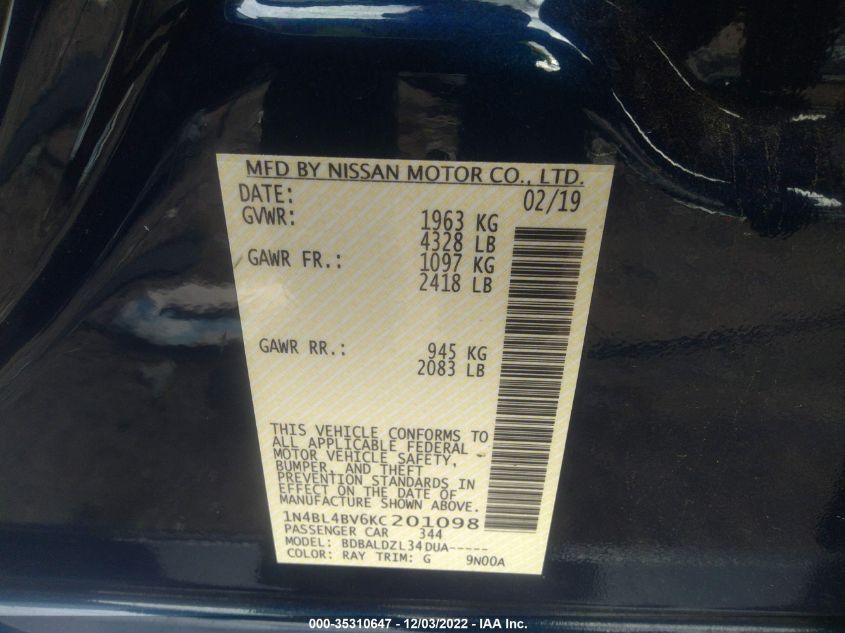 MFD BY NISSAN MOTOR CO., LTD.
DATE: 02/19
GVWR: 1963 KG
4328 LB
GAWR FR.: 1097 KG
2418 LB
GAWR RR.: 945 KG
2083 LB
THIS VEHICLE CONFORMS TO
ALL APPLICABLE FEDERAL
MOTOR VEHICLE SAFETY,
BUMPER, AND THEFT
PREVENTION STANDARDS IN
EFFECT ON THE DATE OF
MANUFACTURE SHOWN ABOVE.
1N4BL4BV6KC201098
PASSENGER CAR 344
MODEL: BDBALDZL34DUA-----
COLOR: RAY TRIM: G 9N00A
000-35310647 - 12/03/2022 - IAA Inc.